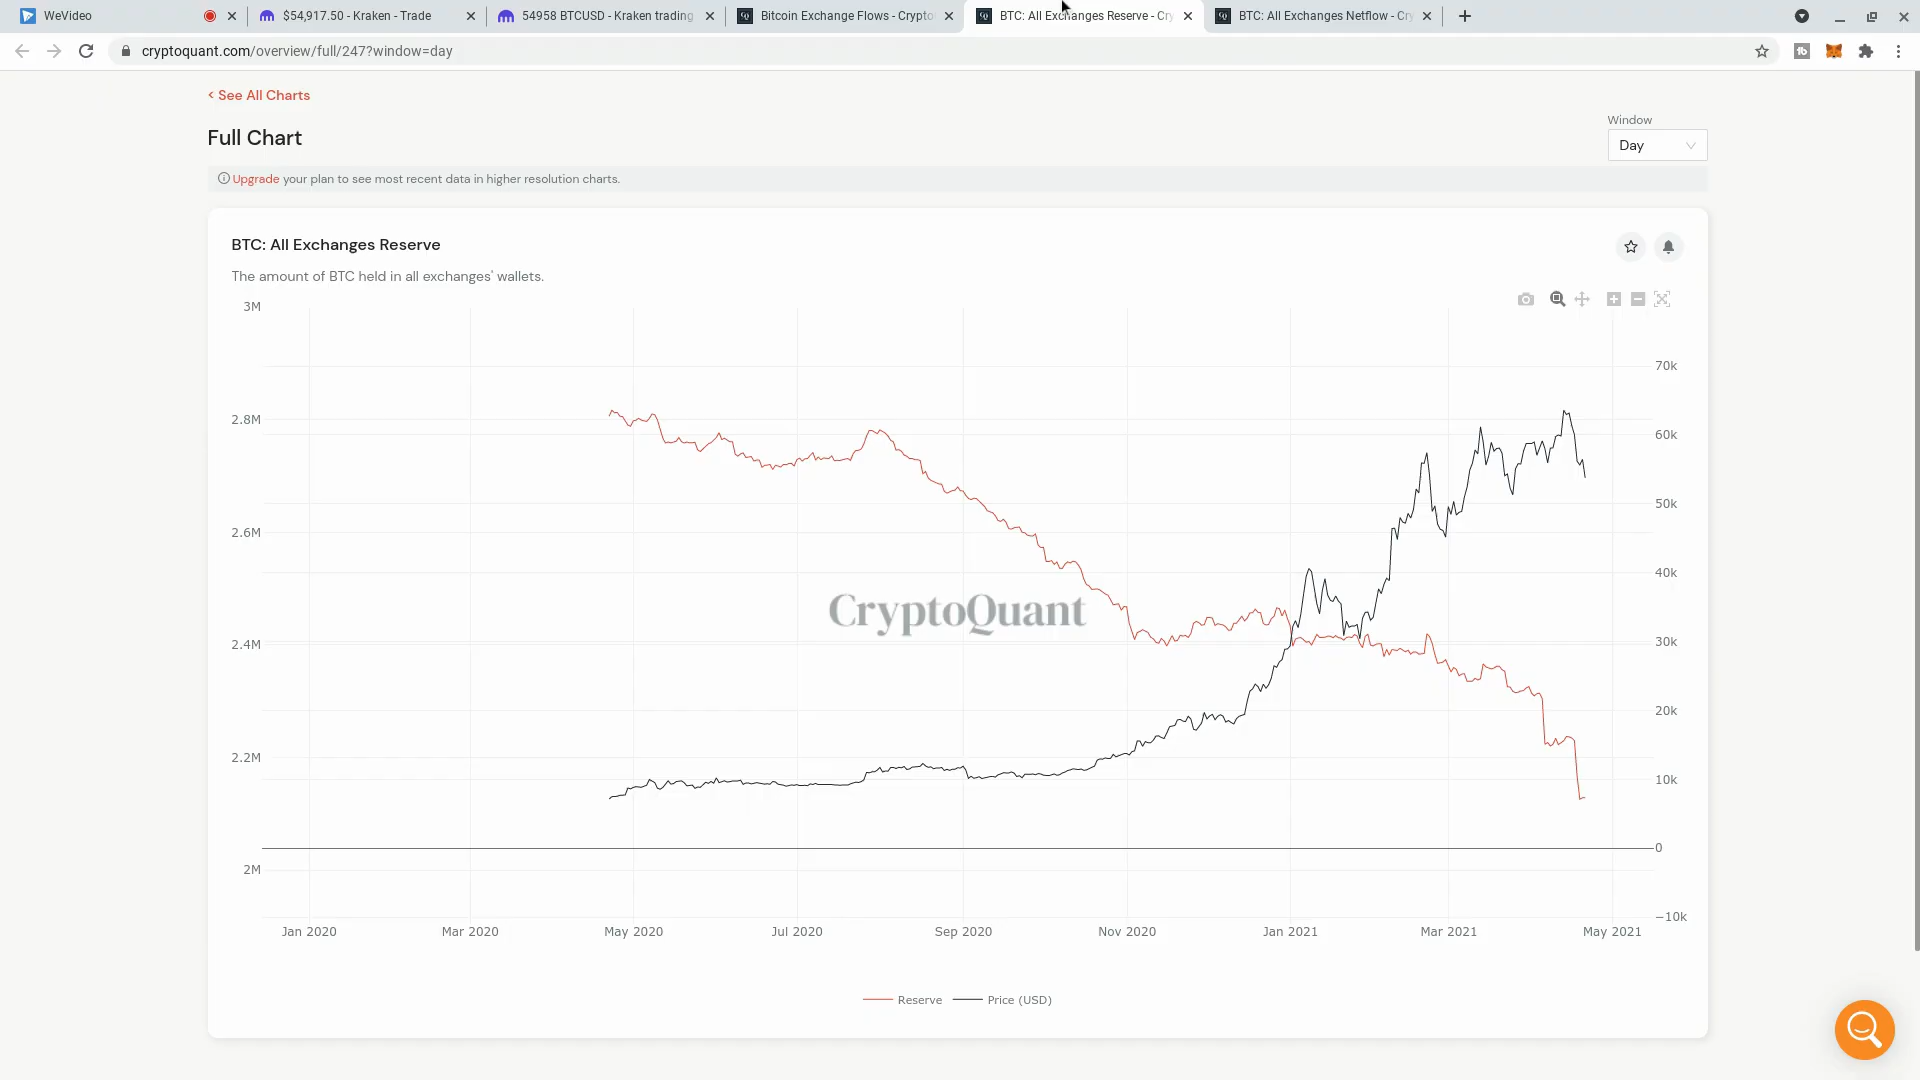 WeVideo
$54,917.50 - Kraken - Trade
54958 BTCUSD - Kraken trading
Bitcoin Exchange Flows - Crypto
BTC: All Exchanges Reserve - Cry
BTC: All Exchanges Netflow - Cry
cryptoquant.com/overview/full/247?window=day
< See All Charts
Full Chart
Window
Day
Upgrade your plan to see most recent data in higher resolution charts.
BTC: All Exchanges Reserve
The amount of BTC held in all exchanges' wallets.
3M
2.8M
2.6M
2.4M
2.2M
2M
70k
60k
50k
40k
30k
20k
10k
0
−10k
CryptoQuant
Jan 2020
Mar 2020
May 2020
Jul 2020
Sep 2020
Nov 2020
Jan 2021
Mar 2021
May 2021
Reserve
Price (USD)